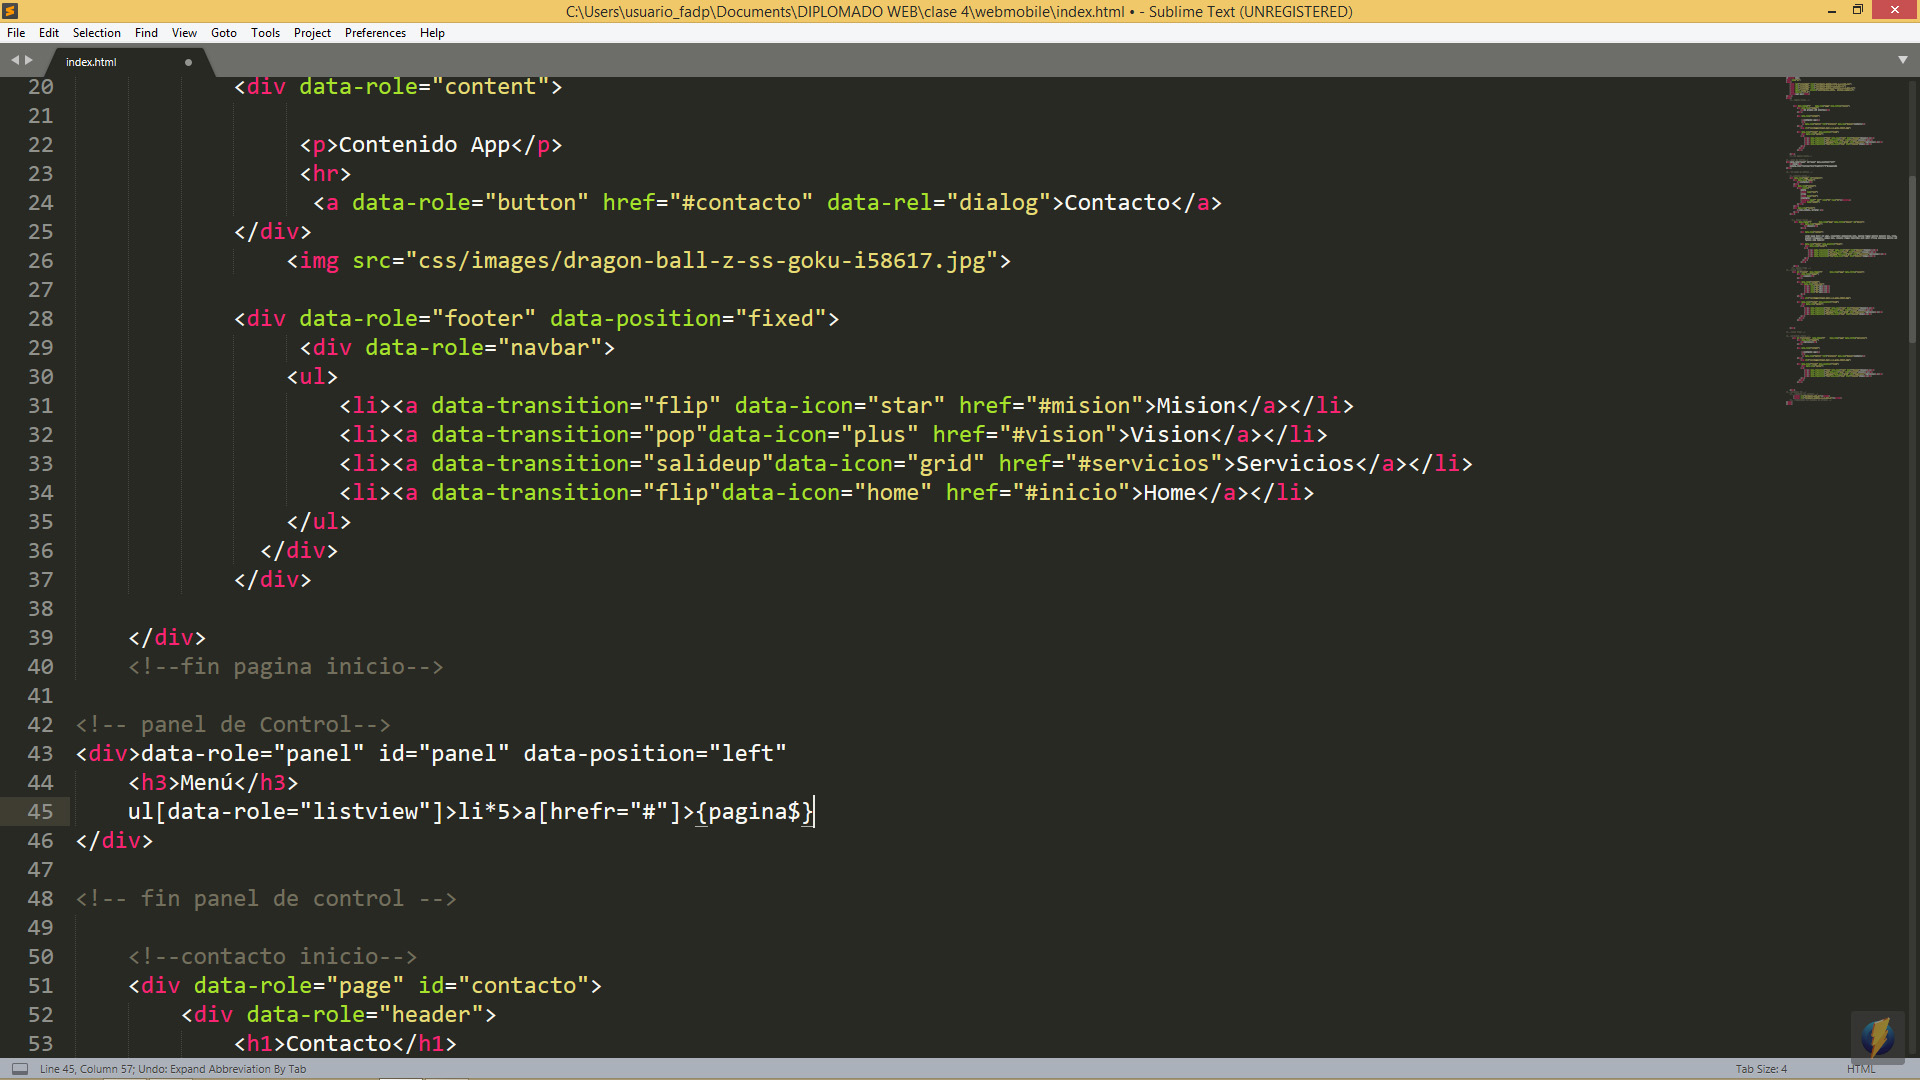 C:\Users\usuario_fadp\Documents\DIPLOMADO WEB\clase 4\webmobile\index.html • - Sublime Text (UNREGISTERED)
File Edit Selection Find View Goto Tools Project Preferences Help
index.html
20 <div data-role="content">
21
22 <p>Contenido App</p>
23 <hr>
24 <a data-role="button" href="#contacto" data-rel="dialog">Contacto</a>
25 </div>
26 <img src="css/images/dragon-ball-z-ss-goku-i58617.jpg">
27
28 <div data-role="footer" data-position="fixed">
29 <div data-role="navbar">
30 <ul>
31 <li><a data-transition="flip" data-icon="star" href="#mision">Mision</a></li>
32 <li><a data-transition="pop"data-icon="plus" href="#vision">Vision</a></li>
33 <li><a data-transition="salideup"data-icon="grid" href="#servicios">Servicios</a></li>
34 <li><a data-transition="flip"data-icon="home" href="#inicio">Home</a></li>
35 </ul>
36 </div>
37 </div>
38
39 </div>
40 <!--fin pagina inicio-->
41
42 <!-- panel de Control-->
43 <div>data-role="panel" id="panel" data-position="left"
44 <h3>Menú</h3>
45 ul[data-role="listview"]>li*5>a[hrefr="#"]>{pagina$}
46 </div>
47
48 <!-- fin panel de control -->
49
50 <!--contacto inicio-->
51 <div data-role="page" id="contacto">
52 <div data-role="header">
53 <h1>Contacto</h1>
Line 45, Column 57; Undo: Expand Abbreviation By Tab
Tab Size: 4
HTML